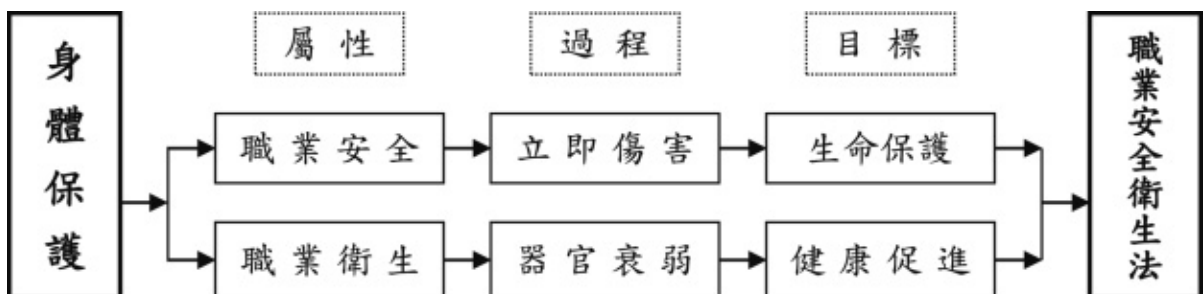 身體保護
屬性 過程 目標
職業安全 立即傷害 生命保護
職業衛生 器官衰弱 健康促進
職業安全衛生法